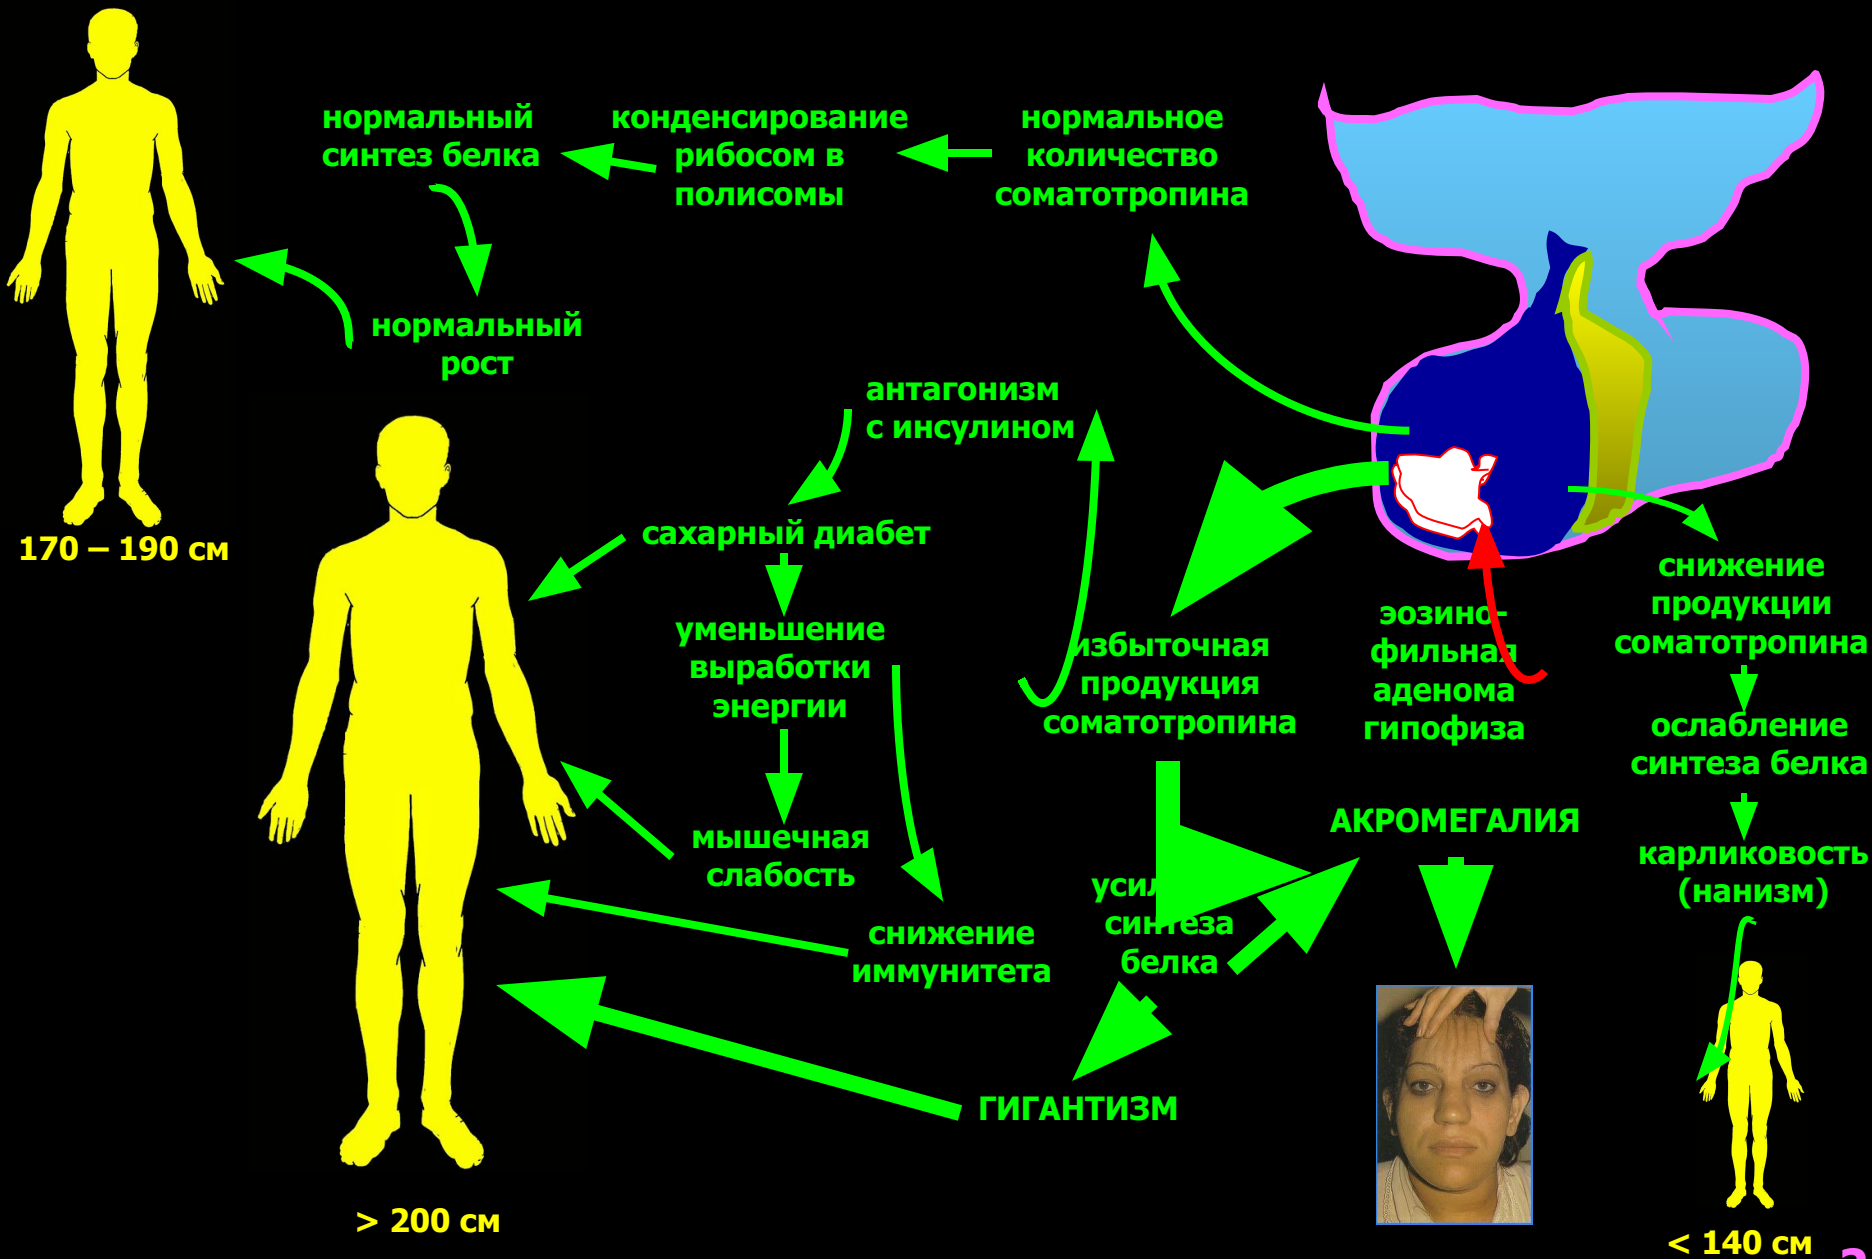 нормальный
синтез белка
конденсирование
рибосом в
полисомы
нормальное
количество
соматотропина
нормальный
рост
170 – 190 см
антагонизм
с инсулином
сахарный диабет
уменьшение
выработки
энергии
мышечная
слабость
снижение
иммунитета
избыточная
продукция
соматотропина
эозино-
фильная
аденома
гипофиза
снижение
продукции
соматотропина
ослабление
синтеза белка
карликовость
(нанизм)
АКРОМЕГАЛИЯ
синтеза
белка
ГИГАНТИЗМ
> 200 см
< 140 см